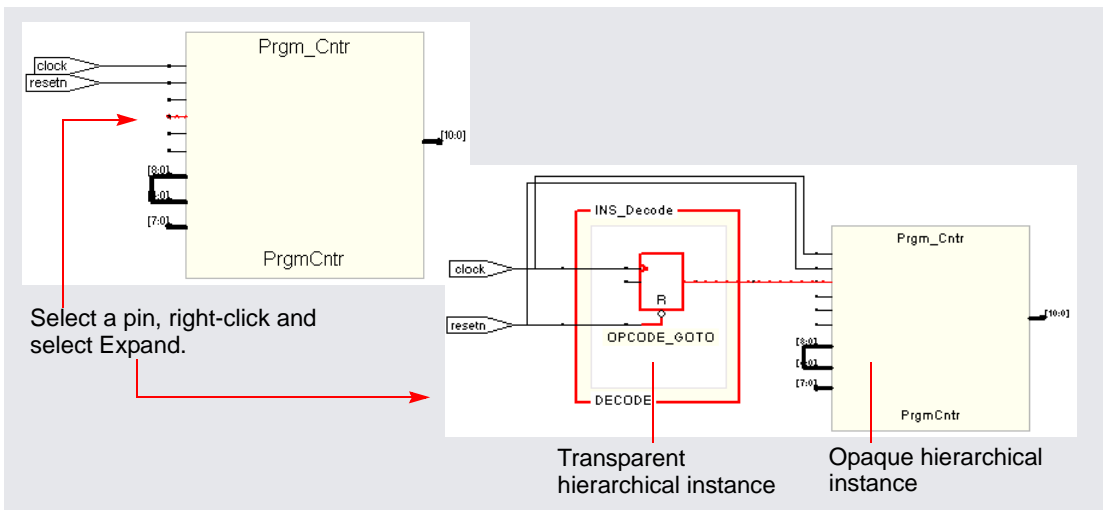 Prgm_Cntr
clock
resetn
[10:0]
[8:0]
[7:0]
PrgmCntr
Select a pin, right-click and
select Expand.
INS_Decode
Prgm_Cntr
clock
R
resetn
OPCODE_GOTO
[10:0]
[8:0]
[7:0]
DECODE
PrgmCntr
Transparent
hierarchical instance
Opaque hierarchical
instance